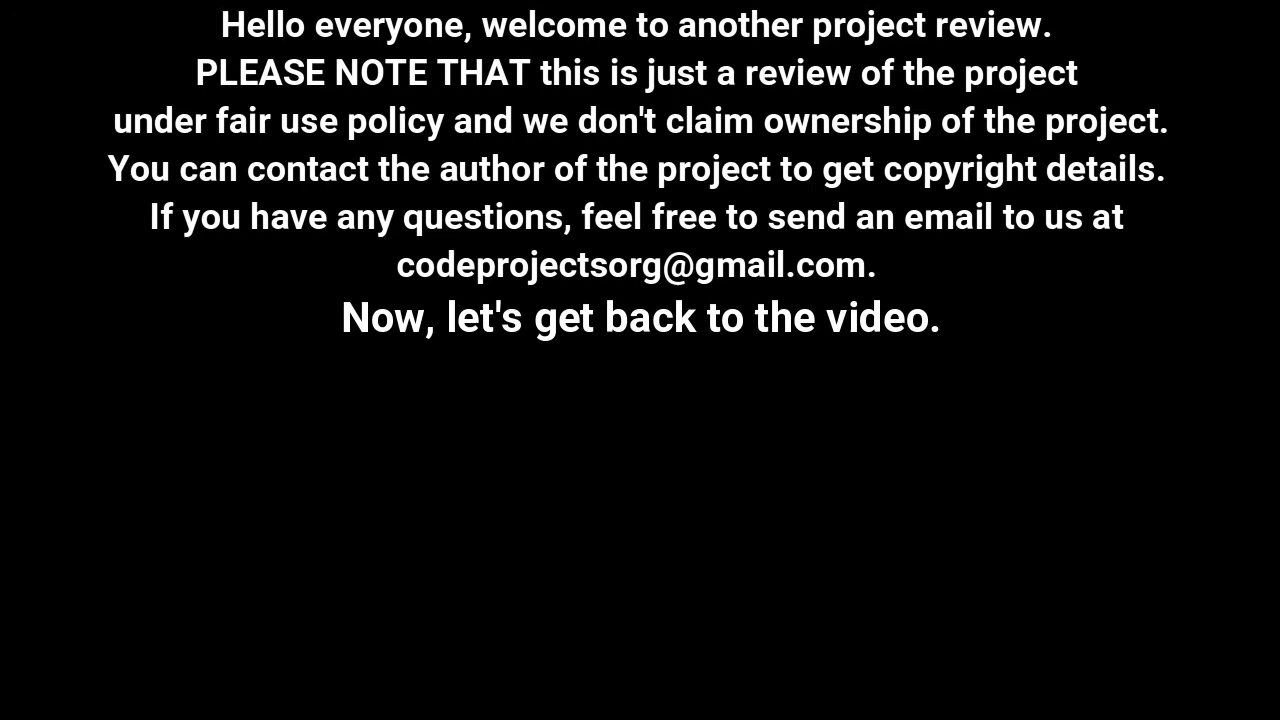 Hello everyone, welcome to another project review.
PLEASE NOTE THAT this is just a review of the project
under fair use policy and we don't claim ownership of the project.
You can contact the author of the project to get copyright details.
If you have any questions, feel free to send an email to us at
codeprojectsorg@gmail.com.
Now, let's get back to the video.